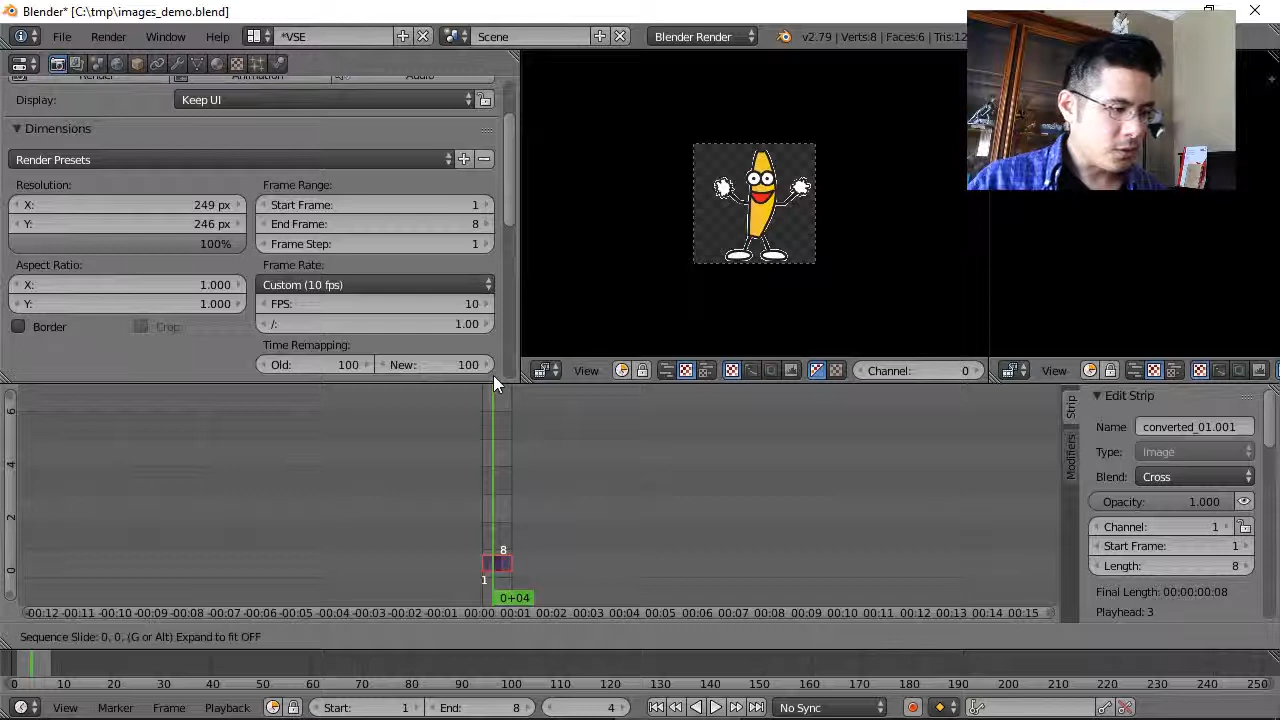 Blender* [C:\tmp\images_demo.blend]
File Render Window Help *VSE Scene Blender Render v2.79 | Verts:8 | Faces:6 | Tris:12
Render Animation Audio
Display: Keep UI
Dimensions
Render Presets
Resolution: Frame Range:
X: 249 px Start Frame: 1
Y: 246 px End Frame: 8
100% Frame Step: 1
Aspect Ratio: Frame Rate:
X: 1.000 Custom (10 fps)
Y: 1.000 FPS: 10
Border Crop /: 1.00
Time Remapping:
Old: 100 New: 100
View Channel: 0 View
6
4
2
0
8
1
0+04
-00:12 -00:11 -00:10 -00:09 -00:08 -00:07 -00:06 -00:05 -00:04 -00:03 -00:02 -00:01 00:00 00:01 00:02 00:03 00:04 00:05 00:06 00:07 00:08 00:09 00:10 00:11 00:12 00:13 00:14 00:15
Strip
Modifiers
Edit Strip
Name converted_01.001
Type: Image
Blend: Cross
Opacity: 1.000
Channel: 1
Start Frame: 1
Length: 8
Final Length: 00:00:00:08
Playhead: 3
Sequence Slide: 0, 0, (G or Alt) Expand to fit OFF
0 10 20 30 40 50 60 70 80 90 100 110 120 130 140 150 160 170 180 190 200 210 220 230 240 250
View Marker Frame Playback Start: 1 End: 8 4 No Sync